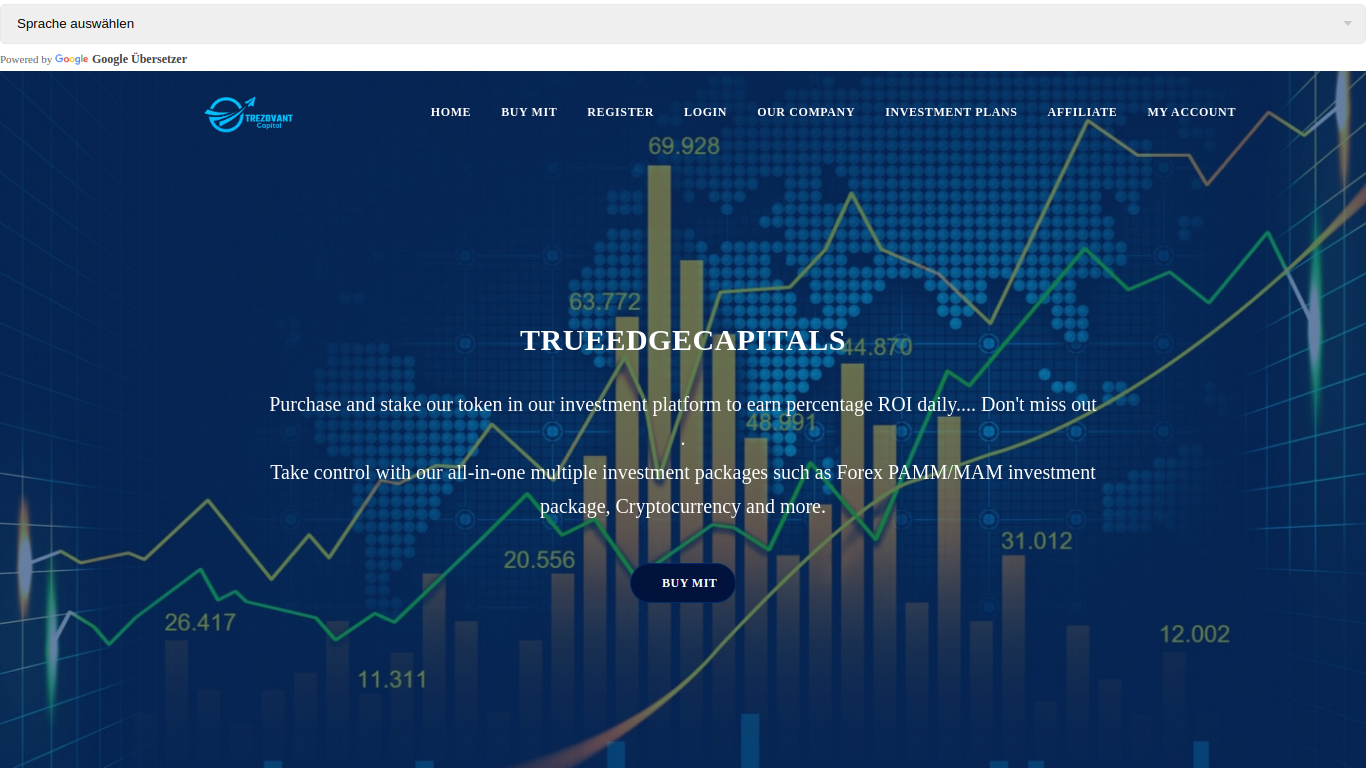 Sprache auswählen
Powered by Google Google Übersetzer
TREZOVANT
Capital
HOME BUY MIT REGISTER LOGIN OUR COMPANY INVESTMENT PLANS AFFILIATE MY ACCOUNT
69.928
63.772
TRUEEDGECAPITALS
44.870
Purchase and stake our token in our investment platform to earn percentage ROI daily.... Don't miss out
48.991
.
Take control with our all-in-one multiple investment packages such as Forex PAMM/MAM investment
package, Cryptocurrency and more.
31.012
20.556
BUY MIT
26.417
12.002
11.311